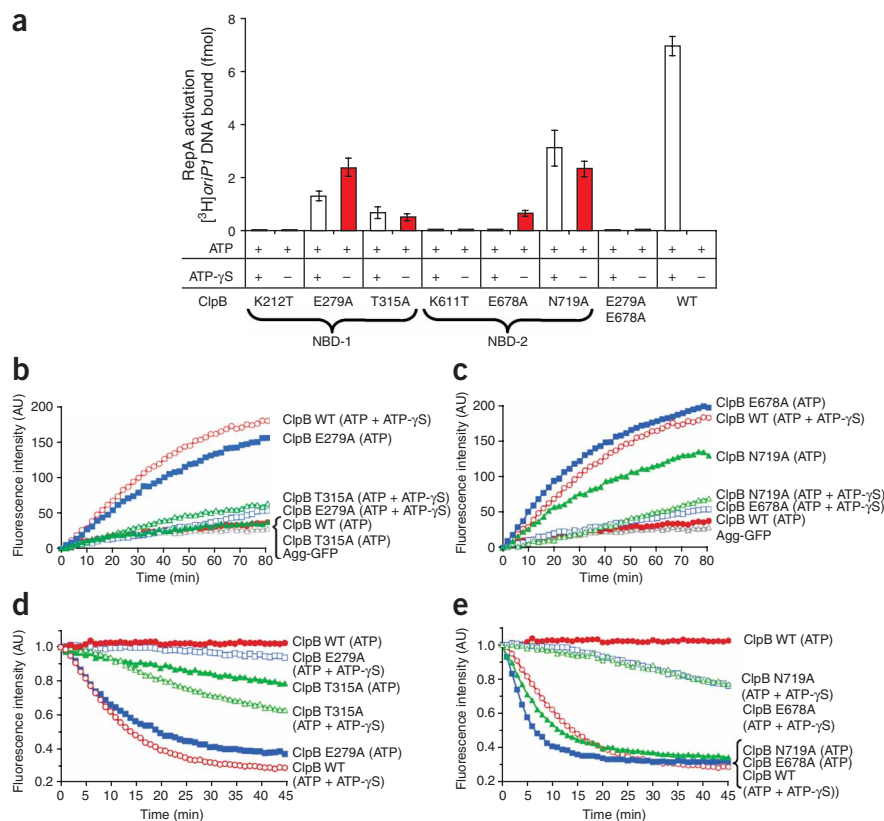 a
RepA activation
[³H]oriP1 DNA bound (fmol)
8
6
4
2
0
ATP + + + + + + + + + + + + + + + +
ATP-γS + – + – + – + – + – + – + – + –
ClpB K212T E279A T315A K611T E678A N719A E279A E678A WT
NBD-1 NBD-2
b
Fluorescence intensity (AU)
200
150
100
50
0
0 10 20 30 40 50 60 70 80
Time (min)
ClpB WT (ATP + ATP-γS)
ClpB E279A (ATP)
ClpB T315A (ATP + ATP-γS)
ClpB E279A (ATP + ATP-γS)
ClpB WT (ATP)
ClpB T315A (ATP)
Agg-GFP
c
Fluorescence intensity (AU)
200
150
100
50
0
0 10 20 30 40 50 60 70 80
Time (min)
ClpB E678A (ATP)
ClpB WT (ATP + ATP-γS)
ClpB N719A (ATP)
ClpB N719A (ATP + ATP-γS)
ClpB E678A (ATP + ATP-γS)
ClpB WT (ATP)
Agg-GFP
d
Fluorescence intensity (AU)
1.0
0.8
0.6
0.4
0.2
0 5 10 15 20 25 30 35 40 45
Time (min)
ClpB WT (ATP)
ClpB E279A
(ATP + ATP-γS)
ClpB T315A (ATP)
ClpB T315A
(ATP + ATP-γS)
ClpB E279A (ATP)
ClpB WT
(ATP + ATP-γS)
e
Fluorescence intensity (AU)
1.0
0.8
0.6
0.4
0.2
0 5 10 15 20 25 30 35 40 45
Time (min)
ClpB WT (ATP)
ClpB N719A
(ATP + ATP-γS)
ClpB E678A
(ATP + ATP-γS)
ClpB N719A (ATP)
ClpB E678A (ATP)
ClpB WT
(ATP + ATP-γS))